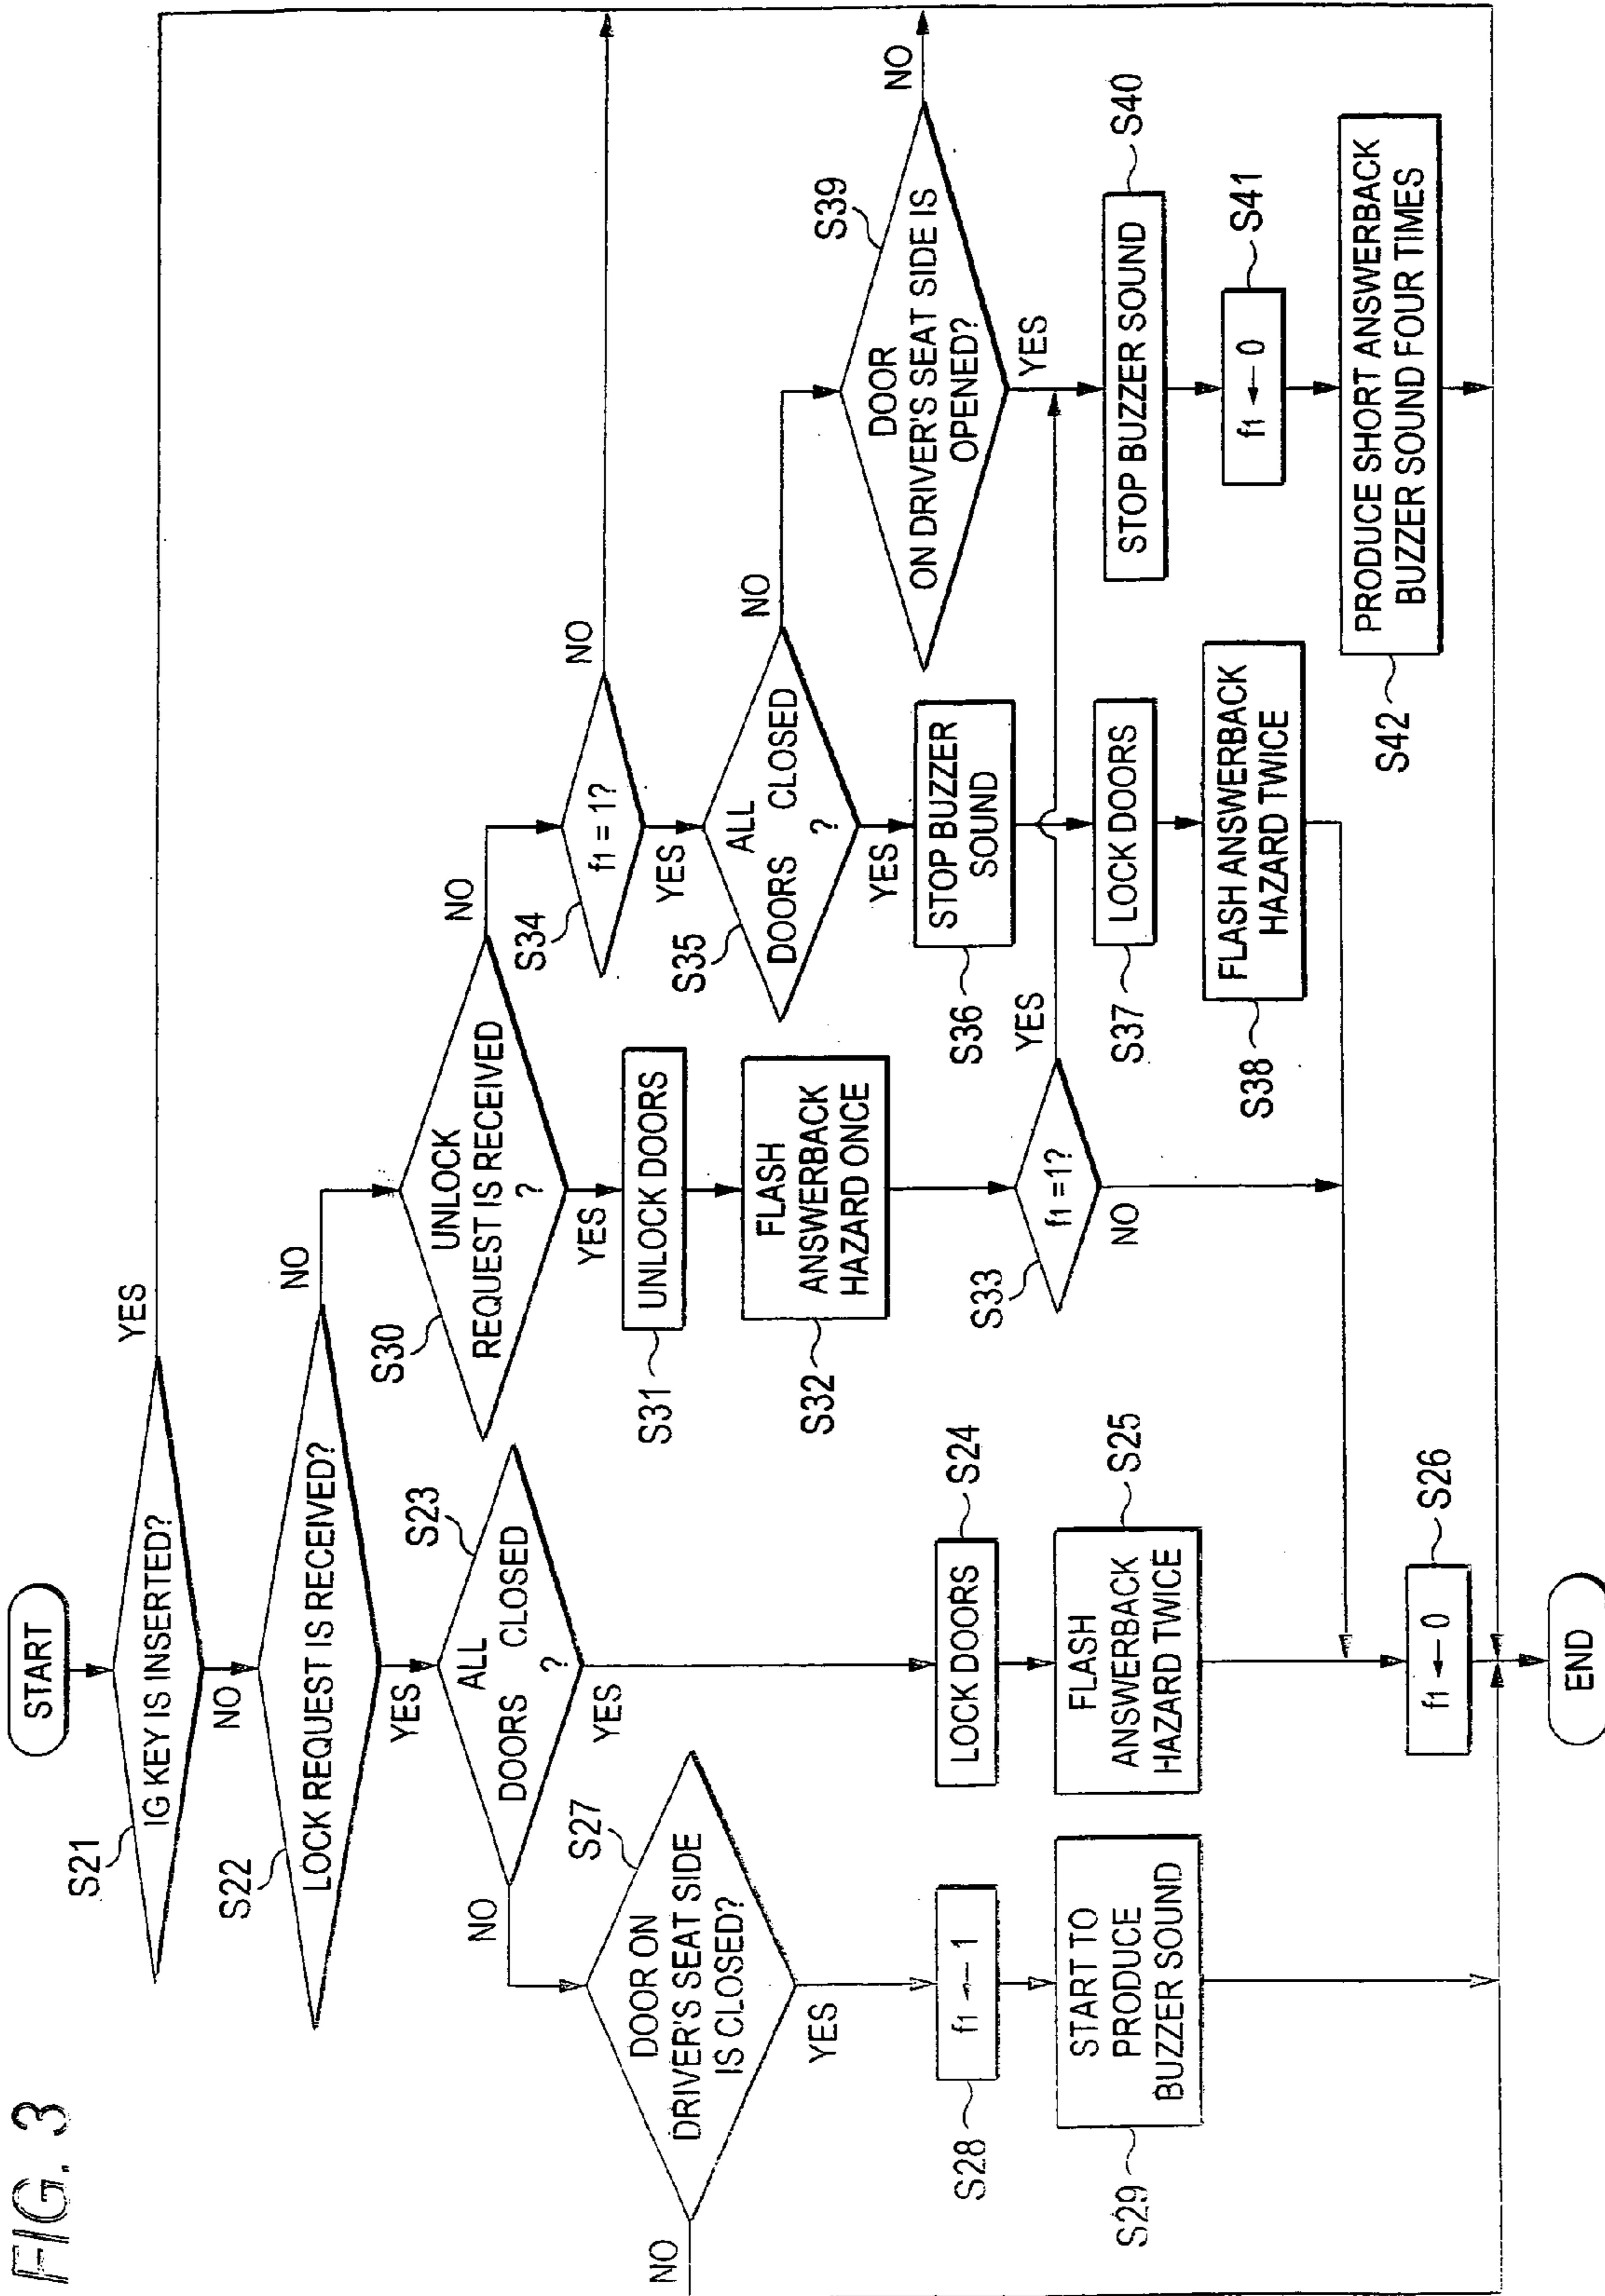 FIG. 3
START
S21
IG KEY IS INSERTED?
YES
NO
S22
LOCK REQUEST IS RECEIVED?
NO
YES
S23
ALL
DOORS CLOSED
?
NO
YES
S27
DOOR ON
DRIVER'S SEAT SIDE
IS CLOSED?
NO
YES
S28
f1 ← 1
S29
START TO
PRODUCE
BUZZER SOUND
LOCK DOORS
S24
FLASH
ANSWERBACK
HAZARD TWICE
S25
f1 ← 0
S26
END
S30
UNLOCK
REQUEST IS RECEIVED
?
NO
YES
S31
UNLOCK DOORS
S32
FLASH
ANSWERBACK
HAZARD ONCE
S33
f1 = 1?
YES
NO
S34
f1 = 1?
NO
YES
S35
ALL
DOORS CLOSED
?
NO
YES
S36
STOP BUZZER
SOUND
S37
LOCK DOORS
S38
FLASH ANSWERBACK
HAZARD TWICE
S39
DOOR
ON DRIVER'S SEAT SIDE IS
OPENED?
NO
YES
STOP BUZZER SOUND
S40
f1 ← 0
S41
S42
PRODUCE SHORT ANSWERBACK
BUZZER SOUND FOUR TIMES